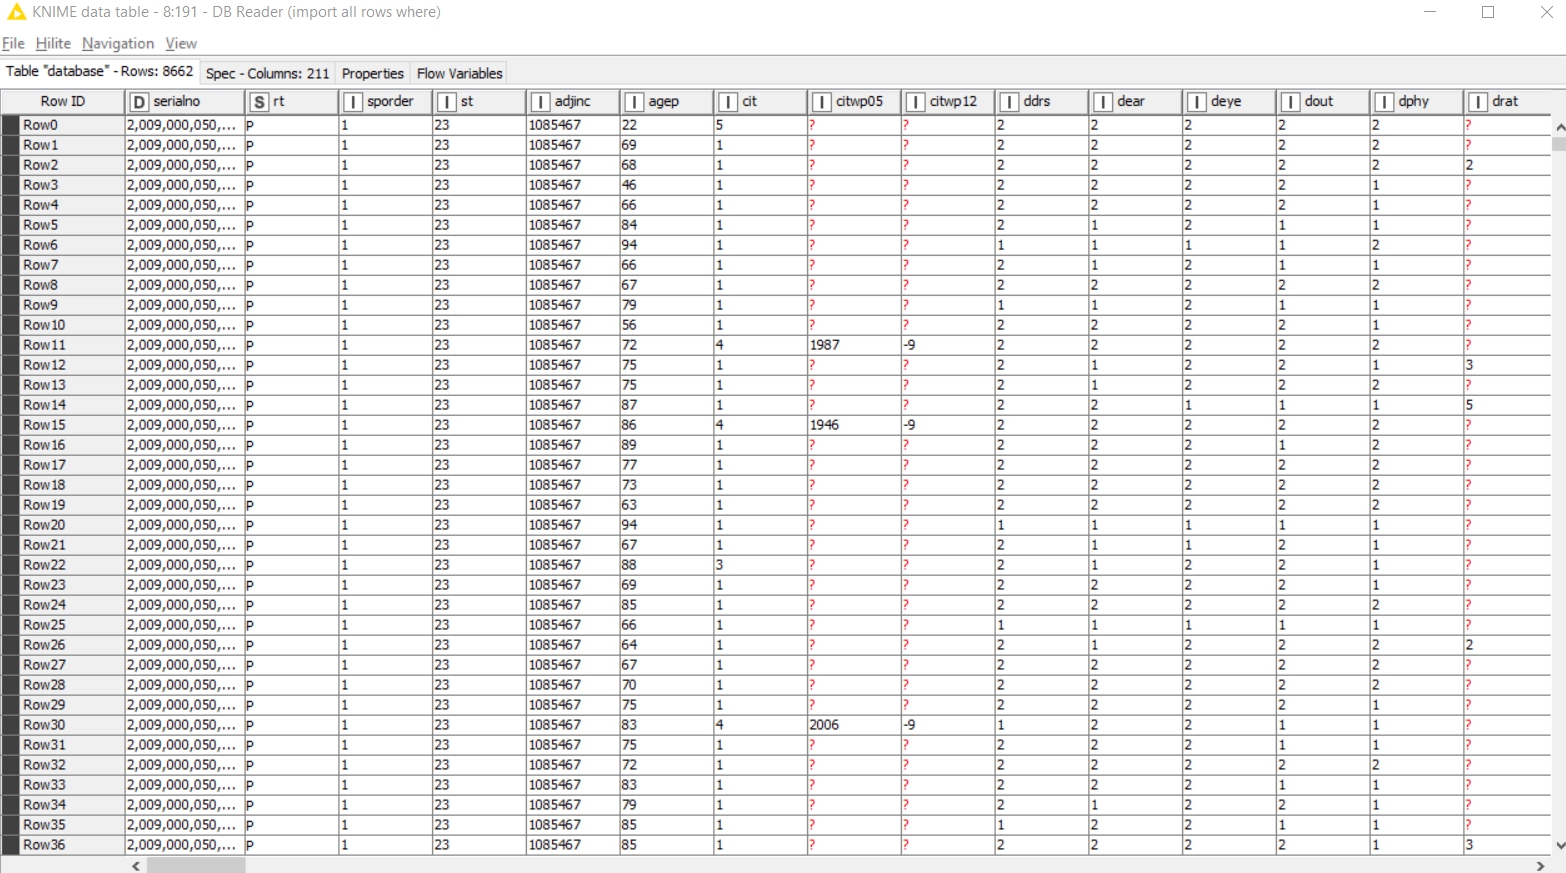 KNIME data table - 8:191 - DB Reader (import all rows where)
File Hilite Navigation View
Table "database" - Rows: 8662 Spec - Columns: 211 Properties Flow Variables
Row ID D serialno S rt I sporder I st I adjinc I agep I cit I citwp05 I citwp12 I ddrs I dear I deye I dout I dphy I drat
Row0 2,009,000,050,... P 1 23 1085467 22 5 ? ? 2 2 2 2 2 ?
Row1 2,009,000,050,... P 1 23 1085467 69 1 ? ? 2 2 2 2 2 ?
Row2 2,009,000,050,... P 1 23 1085467 68 1 ? ? 2 2 2 2 2 2
Row3 2,009,000,050,... P 1 23 1085467 46 1 ? ? 2 2 2 2 1 ?
Row4 2,009,000,050,... P 1 23 1085467 66 1 ? ? 2 2 2 2 1 ?
Row5 2,009,000,050,... P 1 23 1085467 84 1 ? ? 2 1 2 1 1 ?
Row6 2,009,000,050,... P 1 23 1085467 94 1 ? ? 1 1 1 1 2 ?
Row7 2,009,000,050,... P 1 23 1085467 66 1 ? ? 2 1 2 1 1 ?
Row8 2,009,000,050,... P 1 23 1085467 67 1 ? ? 2 2 2 2 2 ?
Row9 2,009,000,050,... P 1 23 1085467 79 1 ? ? 1 1 2 1 1 ?
Row10 2,009,000,050,... P 1 23 1085467 56 1 ? ? 2 2 2 2 1 ?
Row11 2,009,000,050,... P 1 23 1085467 72 4 1987 -9 2 2 2 2 2 ?
Row12 2,009,000,050,... P 1 23 1085467 75 1 ? ? 2 1 2 2 1 3
Row13 2,009,000,050,... P 1 23 1085467 75 1 ? ? 2 1 2 2 2 ?
Row14 2,009,000,050,... P 1 23 1085467 87 1 ? ? 2 2 1 1 1 5
Row15 2,009,000,050,... P 1 23 1085467 86 4 1946 -9 2 2 2 2 2 ?
Row16 2,009,000,050,... P 1 23 1085467 89 1 ? ? 2 2 2 1 2 ?
Row17 2,009,000,050,... P 1 23 1085467 77 1 ? ? 2 2 2 2 2 ?
Row18 2,009,000,050,... P 1 23 1085467 73 1 ? ? 2 2 2 2 2 ?
Row19 2,009,000,050,... P 1 23 1085467 63 1 ? ? 2 2 2 2 2 ?
Row20 2,009,000,050,... P 1 23 1085467 94 1 ? ? 1 1 1 1 1 ?
Row21 2,009,000,050,... P 1 23 1085467 67 1 ? ? 2 1 1 2 1 ?
Row22 2,009,000,050,... P 1 23 1085467 88 3 ? ? 2 1 2 2 1 ?
Row23 2,009,000,050,... P 1 23 1085467 69 1 ? ? 2 2 2 2 1 ?
Row24 2,009,000,050,... P 1 23 1085467 85 1 ? ? 2 2 2 2 2 ?
Row25 2,009,000,050,... P 1 23 1085467 66 1 ? ? 1 1 1 1 1 ?
Row26 2,009,000,050,... P 1 23 1085467 64 1 ? ? 2 1 2 2 2 2
Row27 2,009,000,050,... P 1 23 1085467 67 1 ? ? 2 2 2 2 2 ?
Row28 2,009,000,050,... P 1 23 1085467 70 1 ? ? 2 2 2 2 2 ?
Row29 2,009,000,050,... P 1 23 1085467 75 1 ? ? 2 2 2 2 1 ?
Row30 2,009,000,050,... P 1 23 1085467 83 4 2006 -9 1 2 2 1 1 ?
Row31 2,009,000,050,... P 1 23 1085467 75 1 ? ? 2 2 2 1 1 ?
Row32 2,009,000,050,... P 1 23 1085467 72 1 ? ? 2 2 2 2 2 ?
Row33 2,009,000,050,... P 1 23 1085467 83 1 ? ? 2 2 2 1 1 ?
Row34 2,009,000,050,... P 1 23 1085467 79 1 ? ? 2 1 2 2 1 ?
Row35 2,009,000,050,... P 1 23 1085467 85 1 ? ? 1 2 2 1 1 ?
Row36 2,009,000,050,... P 1 23 1085467 85 1 ? ? 2 2 2 2 1 3